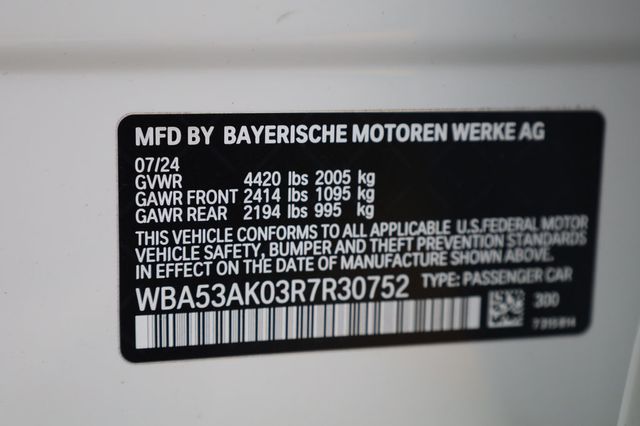 MFD BY BAYERISCHE MOTOREN WERKE AG
07/24
GVWR 4420 lbs 2005 kg
GAWR FRONT 2414 lbs 1095 kg
GAWR REAR 2194 lbs 995 kg
THIS VEHICLE CONFORMS TO ALL APPLICABLE U.S.FEDERAL MOTOR
VEHICLE SAFETY, BUMPER AND THEFT PREVENTION STANDARDS
IN EFFECT ON THE DATE OF MANUFACTURE SHOWN ABOVE.
WBA53AK03R7R30752 TYPE: PASSENGER CAR
300